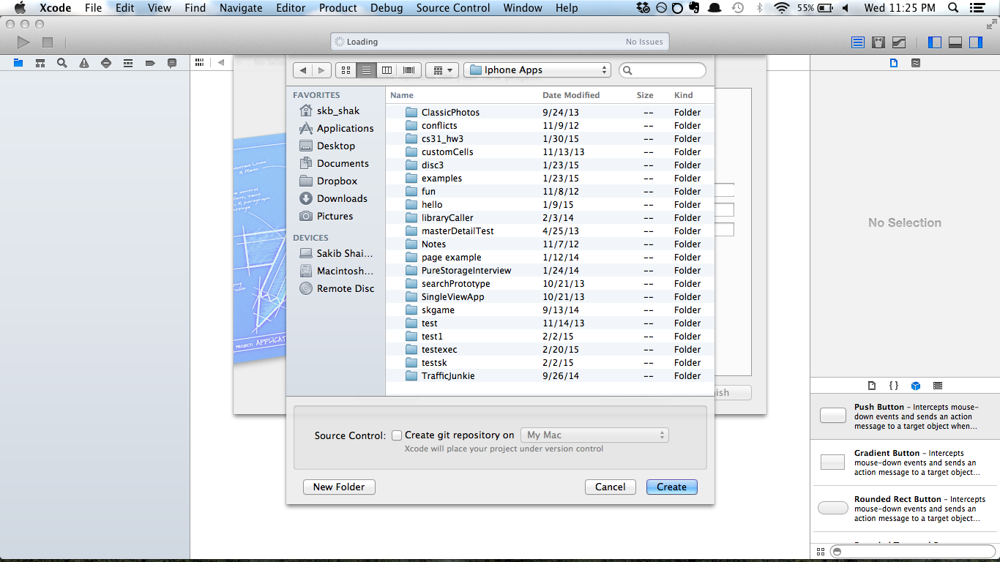 Xcode File Edit View Find Navigate Editor Product Debug Source Control Window Help 55% Wed 11:25 PM
Loading No Issues
Iphone Apps
FAVORITES
skb_shak
Applications
Desktop
Documents
Dropbox
Downloads
Pictures
DEVICES
Sakib Shai...
Macintosh...
Remote Disc
Name Date Modified Size Kind
ClassicPhotos 9/24/13 -- Folder
conflicts 11/9/12 -- Folder
cs31_hw3 1/30/15 -- Folder
customCells 11/13/13 -- Folder
disc3 1/23/15 -- Folder
examples 1/23/15 -- Folder
fun 11/8/12 -- Folder
hello 1/9/15 -- Folder
libraryCaller 2/3/14 -- Folder
masterDetailTest 4/25/13 -- Folder
Notes 11/7/12 -- Folder
page example 1/12/14 -- Folder
PureStorageInterview 1/24/14 -- Folder
searchPrototype 10/21/13 -- Folder
SingleViewApp 10/21/13 -- Folder
skgame 9/13/14 -- Folder
test 11/14/13 -- Folder
test1 2/2/15 -- Folder
testexec 2/20/15 -- Folder
testsk 2/2/15 -- Folder
TrafficJunkie 9/26/14 -- Folder
PROJECT: APPLICAT
ish
Source Control: Create git repository on My Mac
Xcode will place your project under version control
New Folder Cancel Create
No Selection
{ }
Push Button – Intercepts mouse-
down events and sends an action
message to a target object when...
Gradient Button – Intercepts
mouse-down events and sends an
action message to a target object...
Rounded Rect Button – Intercepts
mouse-down events and sends an
action message to a target object...